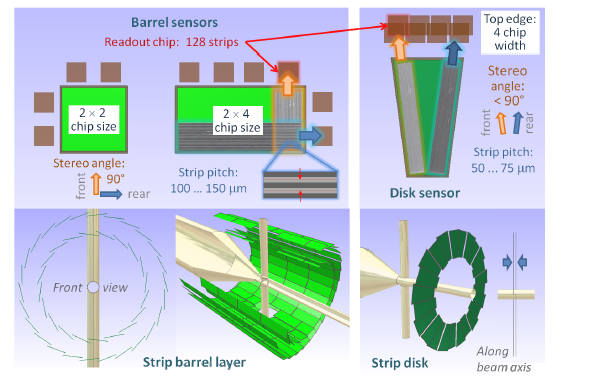 Barrel sensors
Readout chip: 128 strips
2 × 2
chip size
2 × 4
chip size
Stereo angle:
90°
front
rear
Strip pitch:
100 ... 150 µm
Top edge:
4 chip
width
Stereo
angle:
< 90°
front
rear
Strip pitch:
50 ... 75 µm
Disk sensor
Front view
Strip barrel layer
Strip disk
Along
beam axis